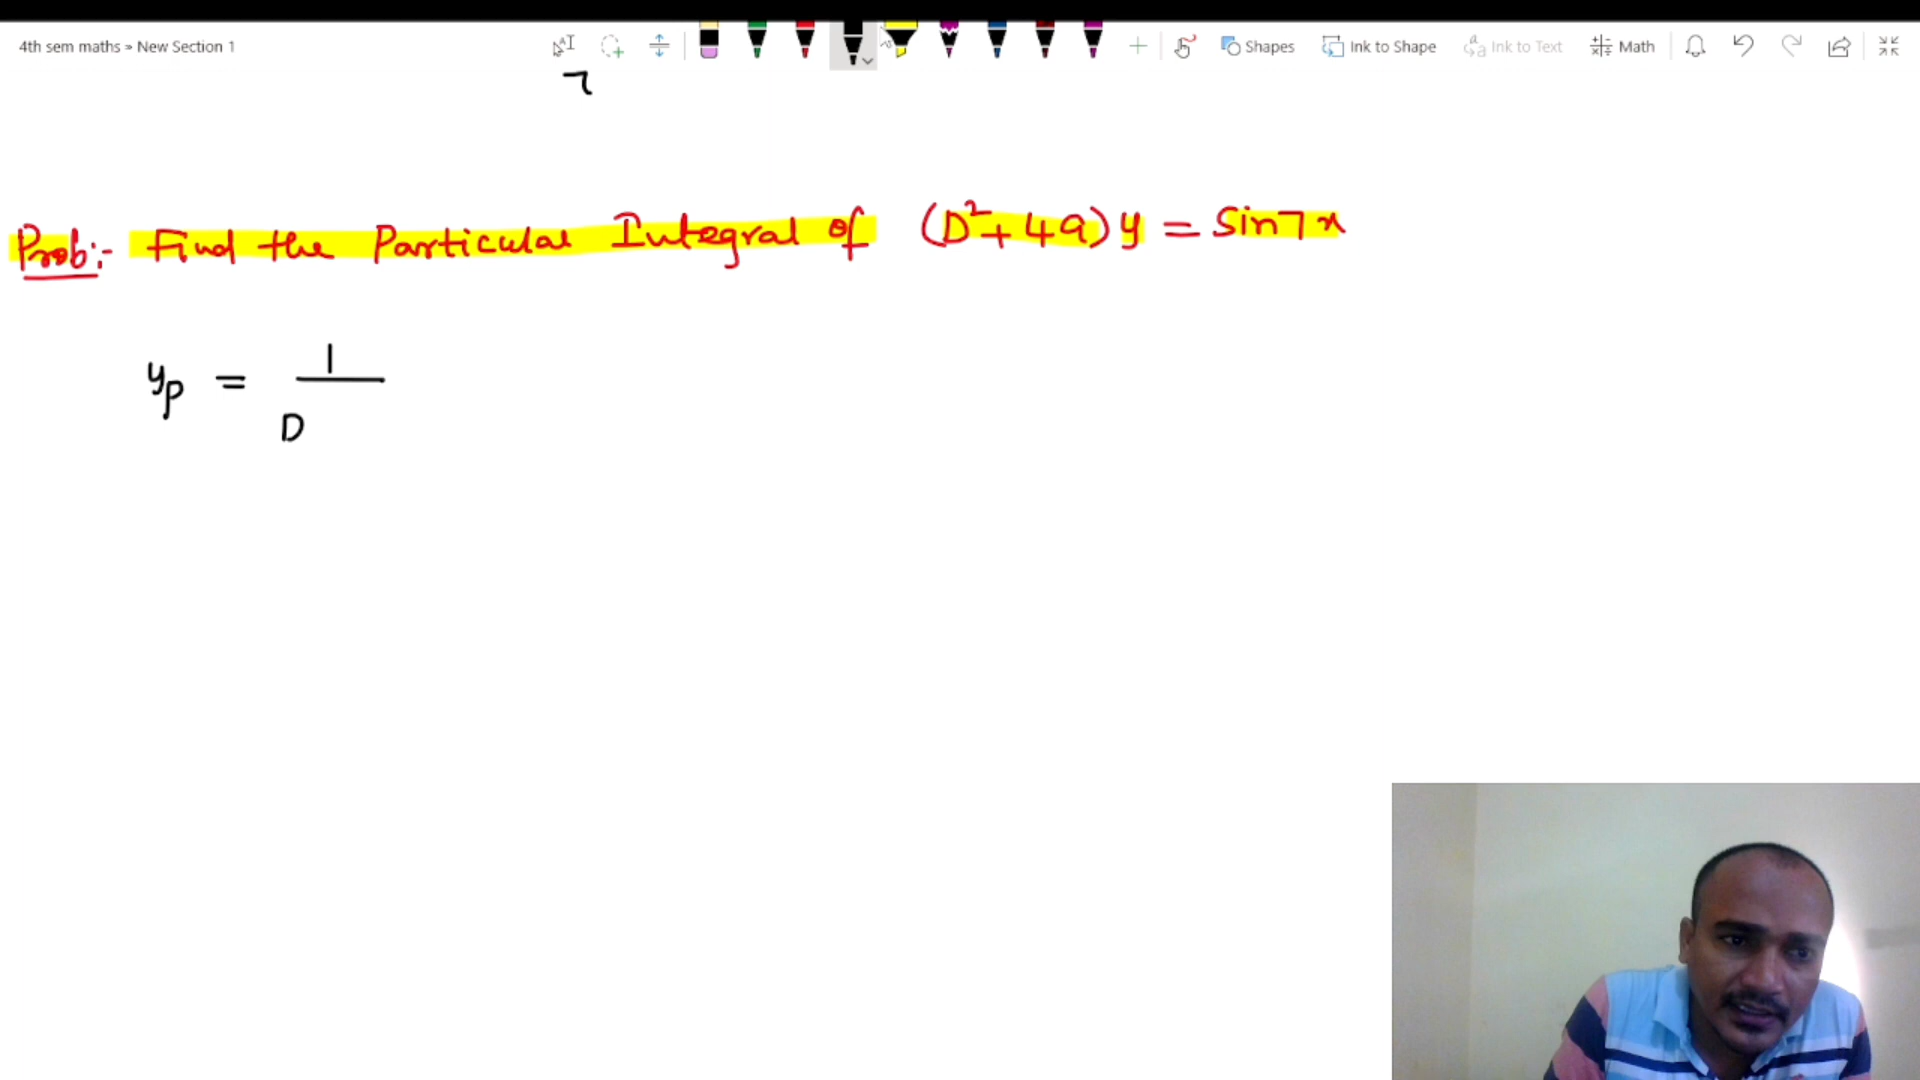 4th sem maths » New Section 1
Shapes Ink to Shape Ink to Text Math
7
Prob:- Find the Particular Integral of (D²+49)y = Sin7x
yp = 1
D